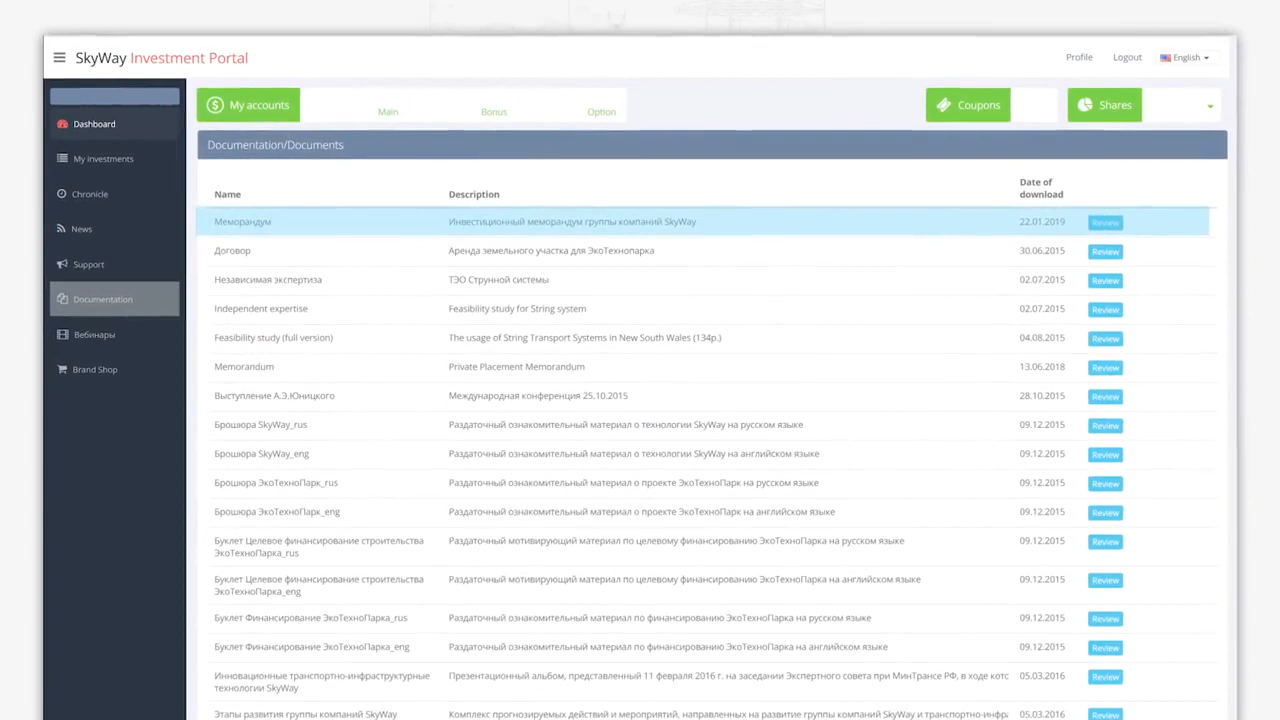 SkyWay Investment Portal
Profile Logout English
My accounts Main Bonus Option Coupons Shares
Dashboard
My investments
Chronicle
News
Support
Documentation
Вебинары
Brand Shop
Documentation/Documents
Name Description Date of download
Меморандум Инвестиционный меморандум группы компаний SkyWay 22.01.2019 Review
Договор Аренда земельного участка для ЭкоТехнопарка 30.06.2015 Review
Независимая экспертиза ТЭО Струнной системы 02.07.2015 Review
Independent expertise Feasibility study for String system 02.07.2015 Review
Feasibility study (full version) The usage of String Transport Systems in New South Wales (134p.) 04.08.2015 Review
Memorandum Private Placement Memorandum 13.06.2018 Review
Выступление А.Э.Юницкого Международная конференция 25.10.2015 28.10.2015 Review
Брошюра SkyWay_rus Раздаточный ознакомительный материал о технологии SkyWay на русском языке 09.12.2015 Review
Брошюра SkyWay_eng Раздаточный ознакомительный материал о технологии SkyWay на английском языке 09.12.2015 Review
Брошюра ЭкоТехноПарк_rus Раздаточный ознакомительный материал о проекте ЭкоТехноПарк на русском языке 09.12.2015 Review
Брошюра ЭкоТехноПарк_eng Раздаточный ознакомительный материал о проекте ЭкоТехноПарк на английском языке 09.12.2015 Review
Буклет Целевое финансирование строительства
ЭкоТехноПарка_rus Раздаточный мотивирующий материал по целевому финансированию ЭкоТехноПарка на русском языке 09.12.2015 Review
Буклет Целевое финансирование строительства
ЭкоТехноПарка_eng Раздаточный мотивирующий материал по целевому финансированию ЭкоТехноПарка на английском языке 09.12.2015 Review
Буклет Финансирование ЭкоТехноПарка_rus Раздаточный ознакомительный материал по финансированию ЭкоТехноПарка на русском языке 09.12.2015 Review
Буклет Финансирование ЭкоТехноПарка_eng Раздаточный ознакомительный материал по финансированию ЭкоТехноПарка на английском языке 09.12.2015 Review
Инновационные транспортно-инфраструктурные
технологии SkyWay Презентационный альбом, представленный 11 февраля 2016 г. на заседании Экспертного совета при МинТрансе РФ, в ходе кото 05.03.2016 Review
Этапы развития группы компаний SkyWay Комплекс прогнозируемых действий и мероприятий, направленных на развитие группы компаний SkyWay и транспортно-инфра 05.03.2016 Review